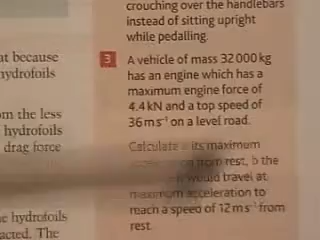 crouching over the handlebars
instead of sitting upright
while pedalling.
at because
hydrofoils
3 A vehicle of mass 32000 kg
has an engine which has a
maximum engine force of
4.4 kN and a top speed of
36 m s⁻¹ on a level road.
om the less
hydrofoils
drag force
Calculate a its maximum
from rest, b the
would travel at
maximum acceleration to
reach a speed of 12 m s⁻¹ from
rest.
e hydrofoils
acted. The